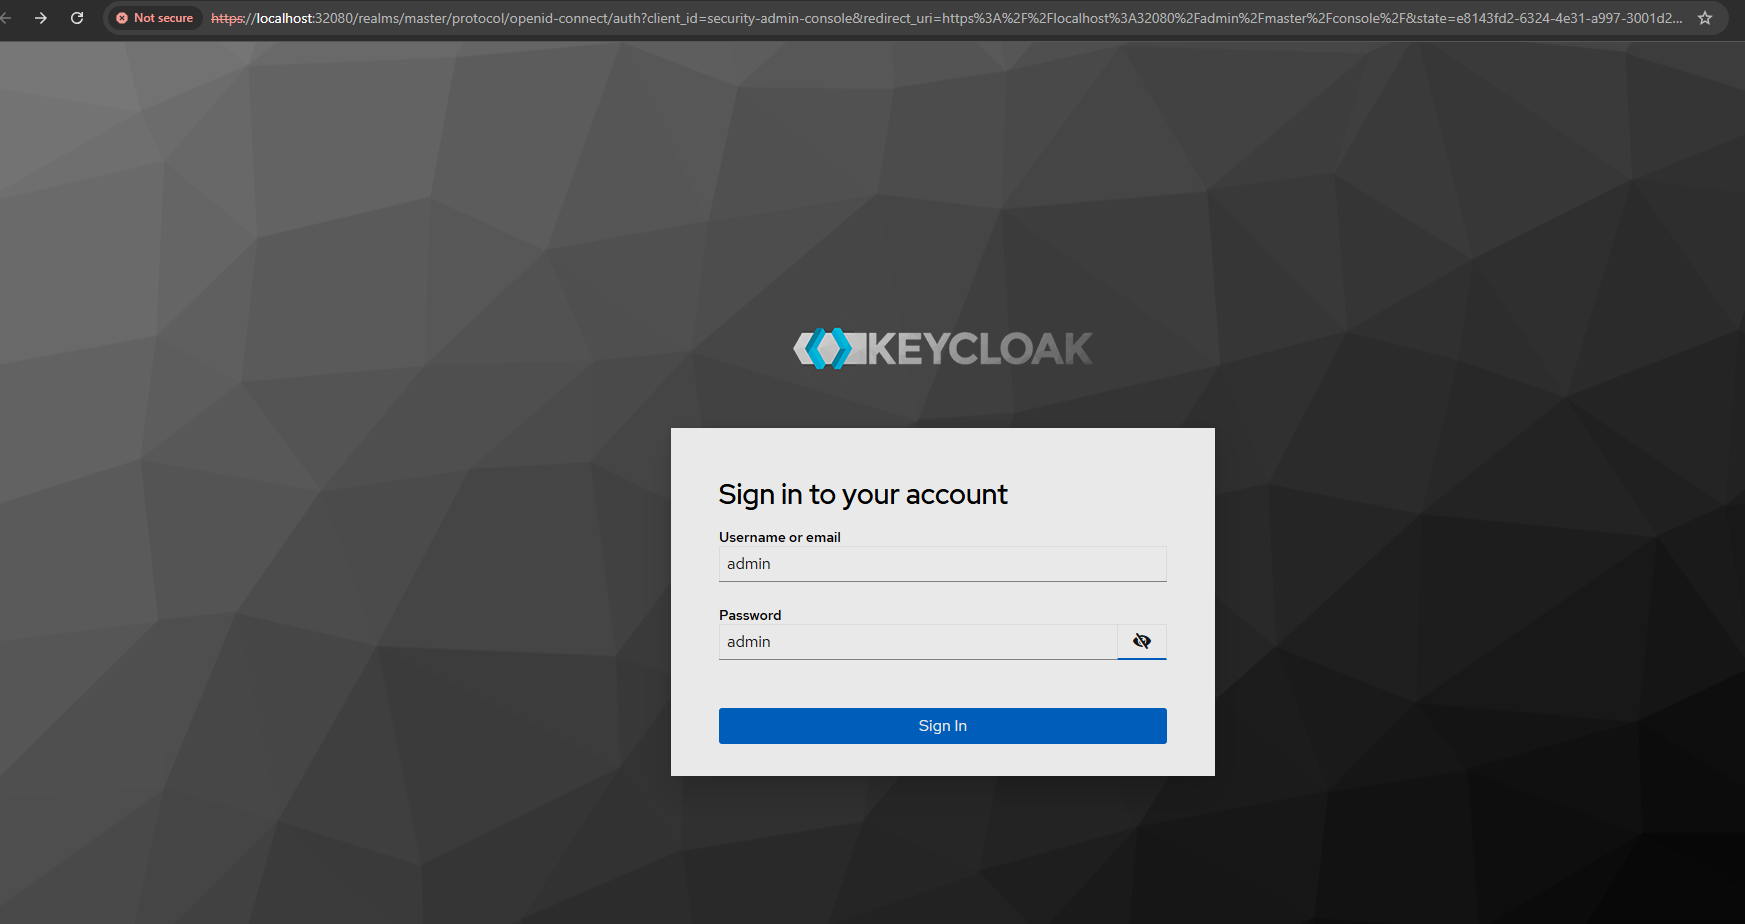 Not secure
https://localhost:32080/realms/master/protocol/openid-connect/auth?client_id=security-admin-console&redirect_uri=https%3A%2F%2Flocalhost%3A32080%2Fadmin%2Fmaster%2Fconsole%2F&state=e8143fd2-6324-4e31-a997-3001d2...
KEYCLOAK
Sign in to your account
Username or email
admin
Password
admin
Sign In